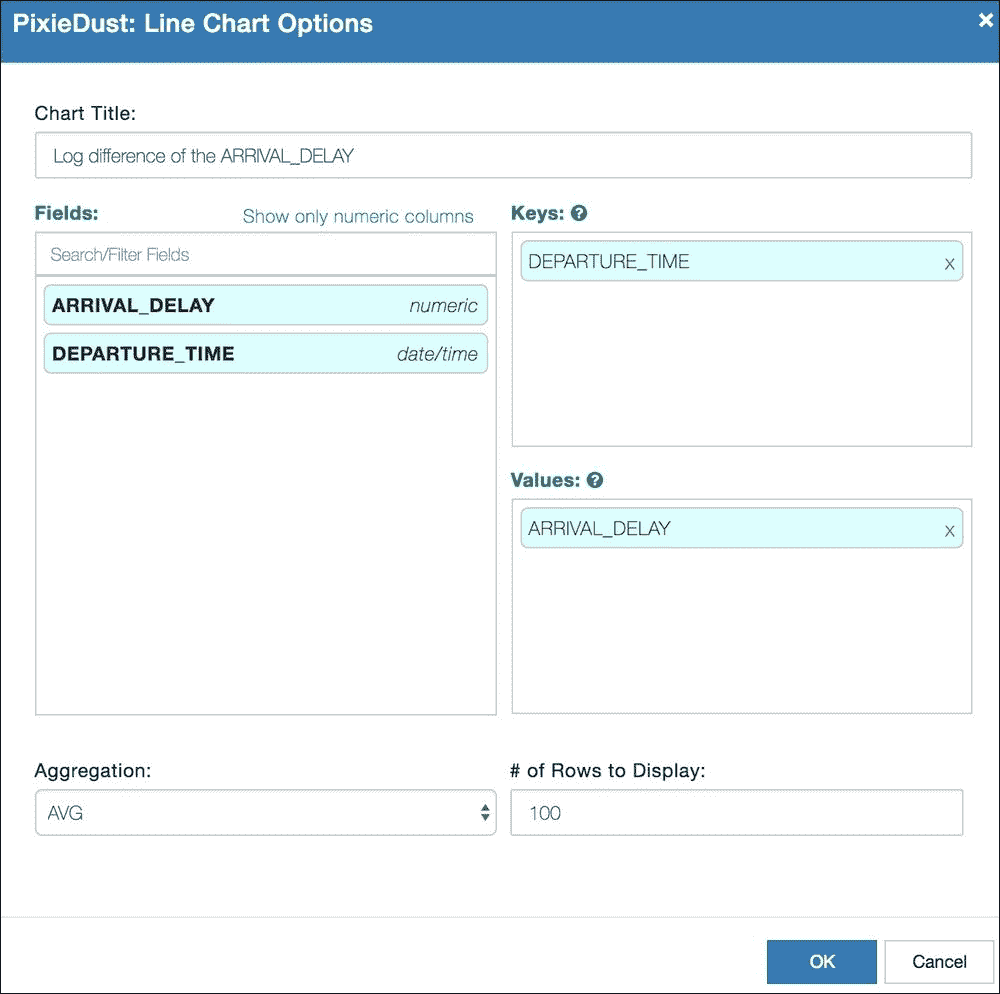 PixieDust: Line Chart Options ×
Chart Title:
Log difference of the ARRIVAL_DELAY
Fields:
Show only numeric columns
Search/Filter Fields
ARRIVAL_DELAY numeric
DEPARTURE_TIME date/time
Keys: ?
DEPARTURE_TIME x
Values: ?
ARRIVAL_DELAY x
Aggregation:
AVG
# of Rows to Display:
100
OK
Cancel